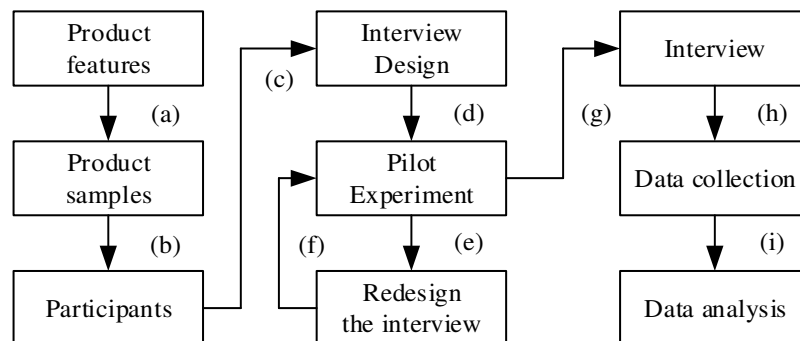 Product
features
(a)
Product
samples
(b)
Participants
(c)
Interview
Design
(d)
Pilot
Experiment
(e)
(f)
Redesign
the interview
(g)
Interview
(h)
Data collection
(i)
Data analysis